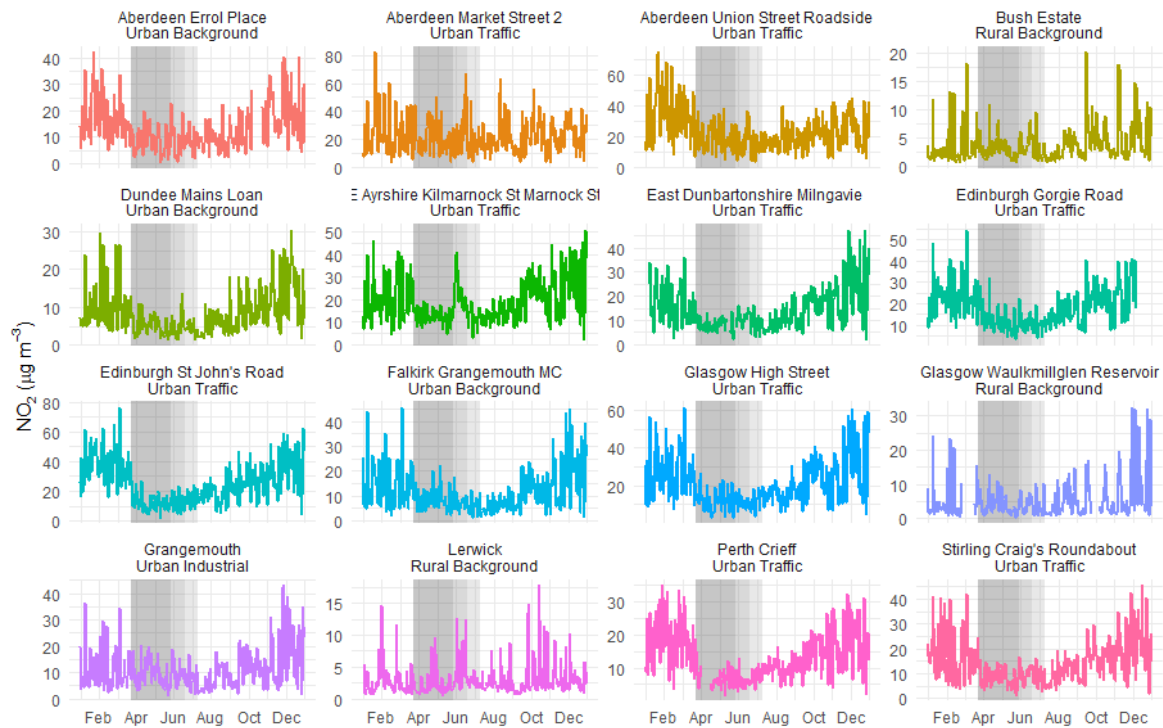 Aberdeen Errol Place
Urban Background
Aberdeen Market Street 2
Urban Traffic
Aberdeen Union Street Roadside
Urban Traffic
Bush Estate
Rural Background
40
30
20
10
0
80
60
40
20
0
60
40
20
0
20
15
10
5
0
Dundee Mains Loan
Urban Background
E Ayrshire Kilmarnock St Marnock St
Urban Traffic
East Dunbartonshire Milngavie
Urban Traffic
Edinburgh Gorgie Road
Urban Traffic
30
20
10
0
50
40
30
20
10
0
40
30
20
10
0
50
40
30
20
10
NO₂ (μg m⁻³)
Edinburgh St John's Road
Urban Traffic
Falkirk Grangemouth MC
Urban Background
Glasgow High Street
Urban Traffic
Glasgow Waulkmillglen Reservoir
Rural Background
80
60
40
20
0
40
30
20
10
0
60
40
20
30
20
10
0
Grangemouth
Urban Industrial
Lerwick
Rural Background
Perth Crieff
Urban Traffic
Stirling Craig's Roundabout
Urban Traffic
40
30
20
10
0
15
10
5
0
30
20
10
40
30
20
10
0
Feb Apr Jun Aug Oct Dec
Feb Apr Jun Aug Oct Dec
Feb Apr Jun Aug Oct Dec
Feb Apr Jun Aug Oct Dec